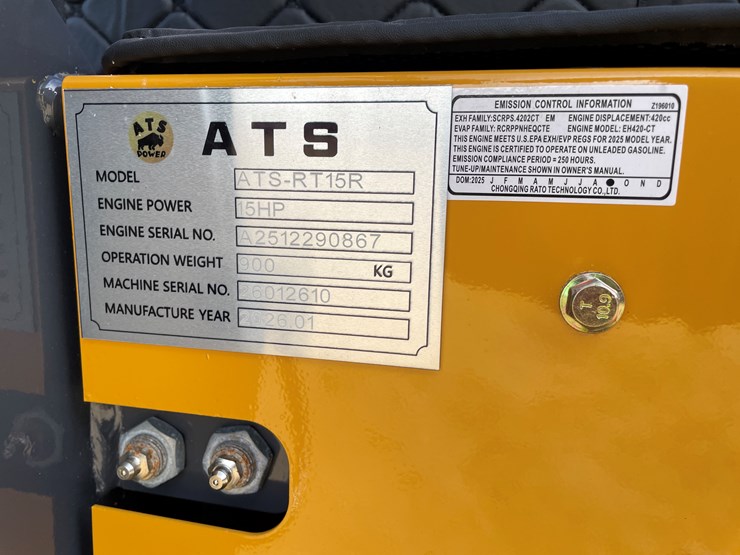 ATS
POWER
ATS
MODEL ATS-RT15R
ENGINE POWER 15HP
ENGINE SERIAL NO. A2512290867
OPERATION WEIGHT 900 KG
MACHINE SERIAL NO. 26012610
MANUFACTURE YEAR 2026.01
EMISSION CONTROL INFORMATION Z196010
EXH FAMILY:SCRPS.4202CT EM ENGINE DISPLACEMENT:420cc
EVAP FAMILY: RCRPPNHEQCTE ENGINE MODEL: EH420-CT
THIS ENGINE MEETS U.S.EPA EXH/EVP REGS FOR 2025 MODEL YEAR.
THIS ENGINE IS CERTIFIED TO OPERATE ON UNLEADED GASOLINE.
EMISSION COMPLIANCE PERIOD = 250 HOURS.
TUNE-UP/MAINTENANCE SHOWN IN OWNER'S MANUAL.
DOM:2025 J F M A M J J A O N D
CHONGQING RATO TECHNOLOGY CO.,LTD.
T
10.9